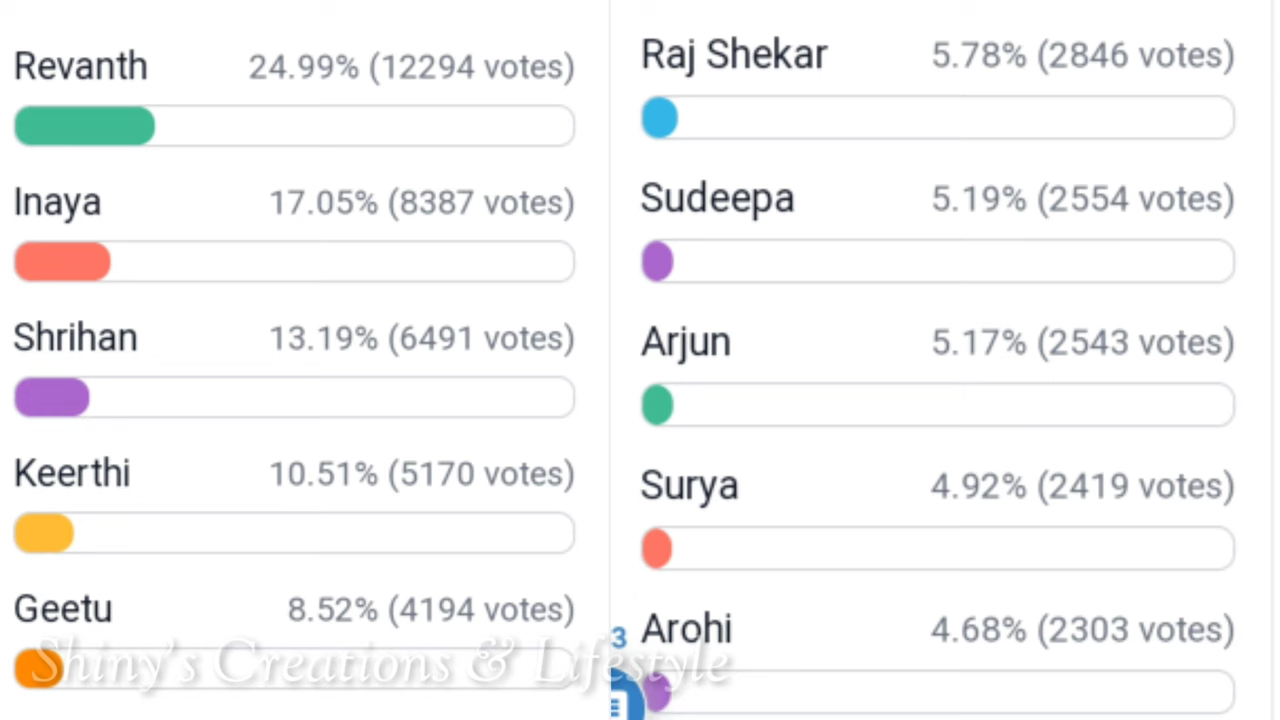 Revanth 24.99% (12294 votes)
Inaya 17.05% (8387 votes)
Shrihan 13.19% (6491 votes)
Keerthi 10.51% (5170 votes)
Geetu 8.52% (4194 votes)
Raj Shekar 5.78% (2846 votes)
Sudeepa 5.19% (2554 votes)
Arjun 5.17% (2543 votes)
Surya 4.92% (2419 votes)
3
Arohi 4.68% (2303 votes)
Shiny's Creations & Lifestyle